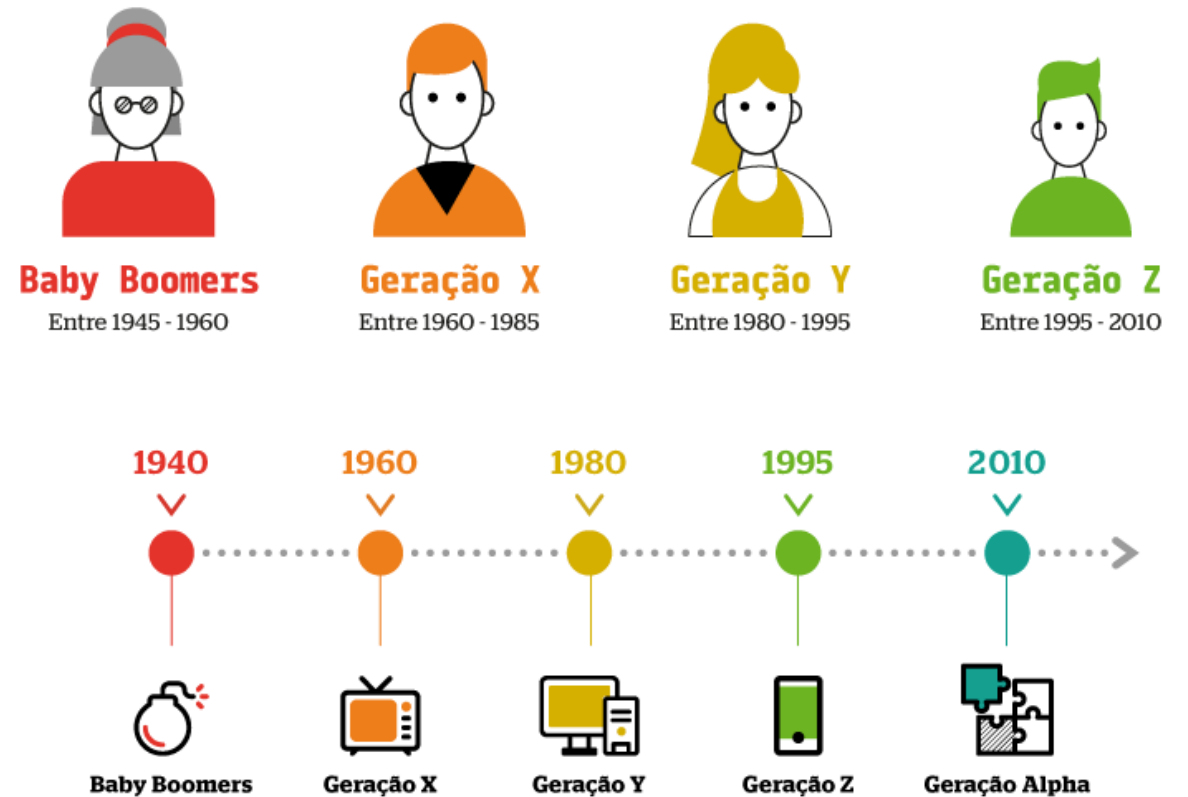 Baby Boomers
Geração X
Geração Y
Geração Z
Entre 1945 - 1960
Entre 1960 - 1985
Entre 1980 - 1995
Entre 1995 - 2010
1940
1960
1980
1995
2010
Baby Boomers
Geração X
Geração Y
Geração Z
Geração Alpha